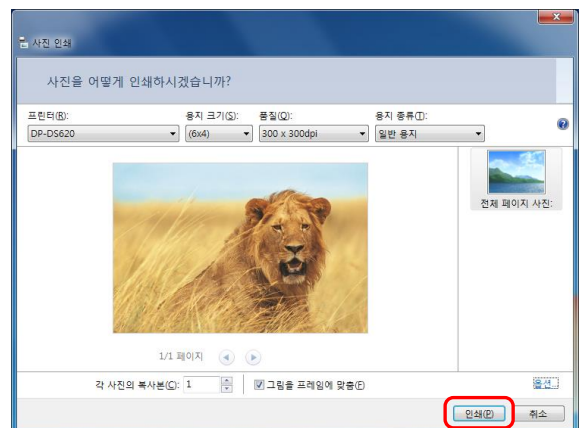 사진 인쇄
사진을 어떻게 인쇄하시겠습니까?
프린터(R): 용지 크기(S): 품질(Q): 용지 종류(T):
DP-DS620 (6x4) 300 x 300dpi 일반 용지
전체 페이지 사진:
1/1 페이지
각 사진의 복사본(C): 1 그림을 프레임에 맞춤(F) 옵션...
인쇄(P) 취소